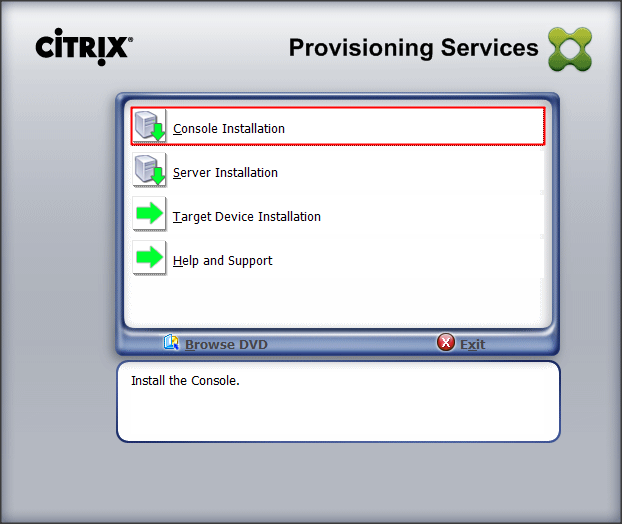 CITRIX®
Provisioning Services
Console Installation
Server Installation
Target Device Installation
Help and Support
Browse DVD
Exit
Install the Console.